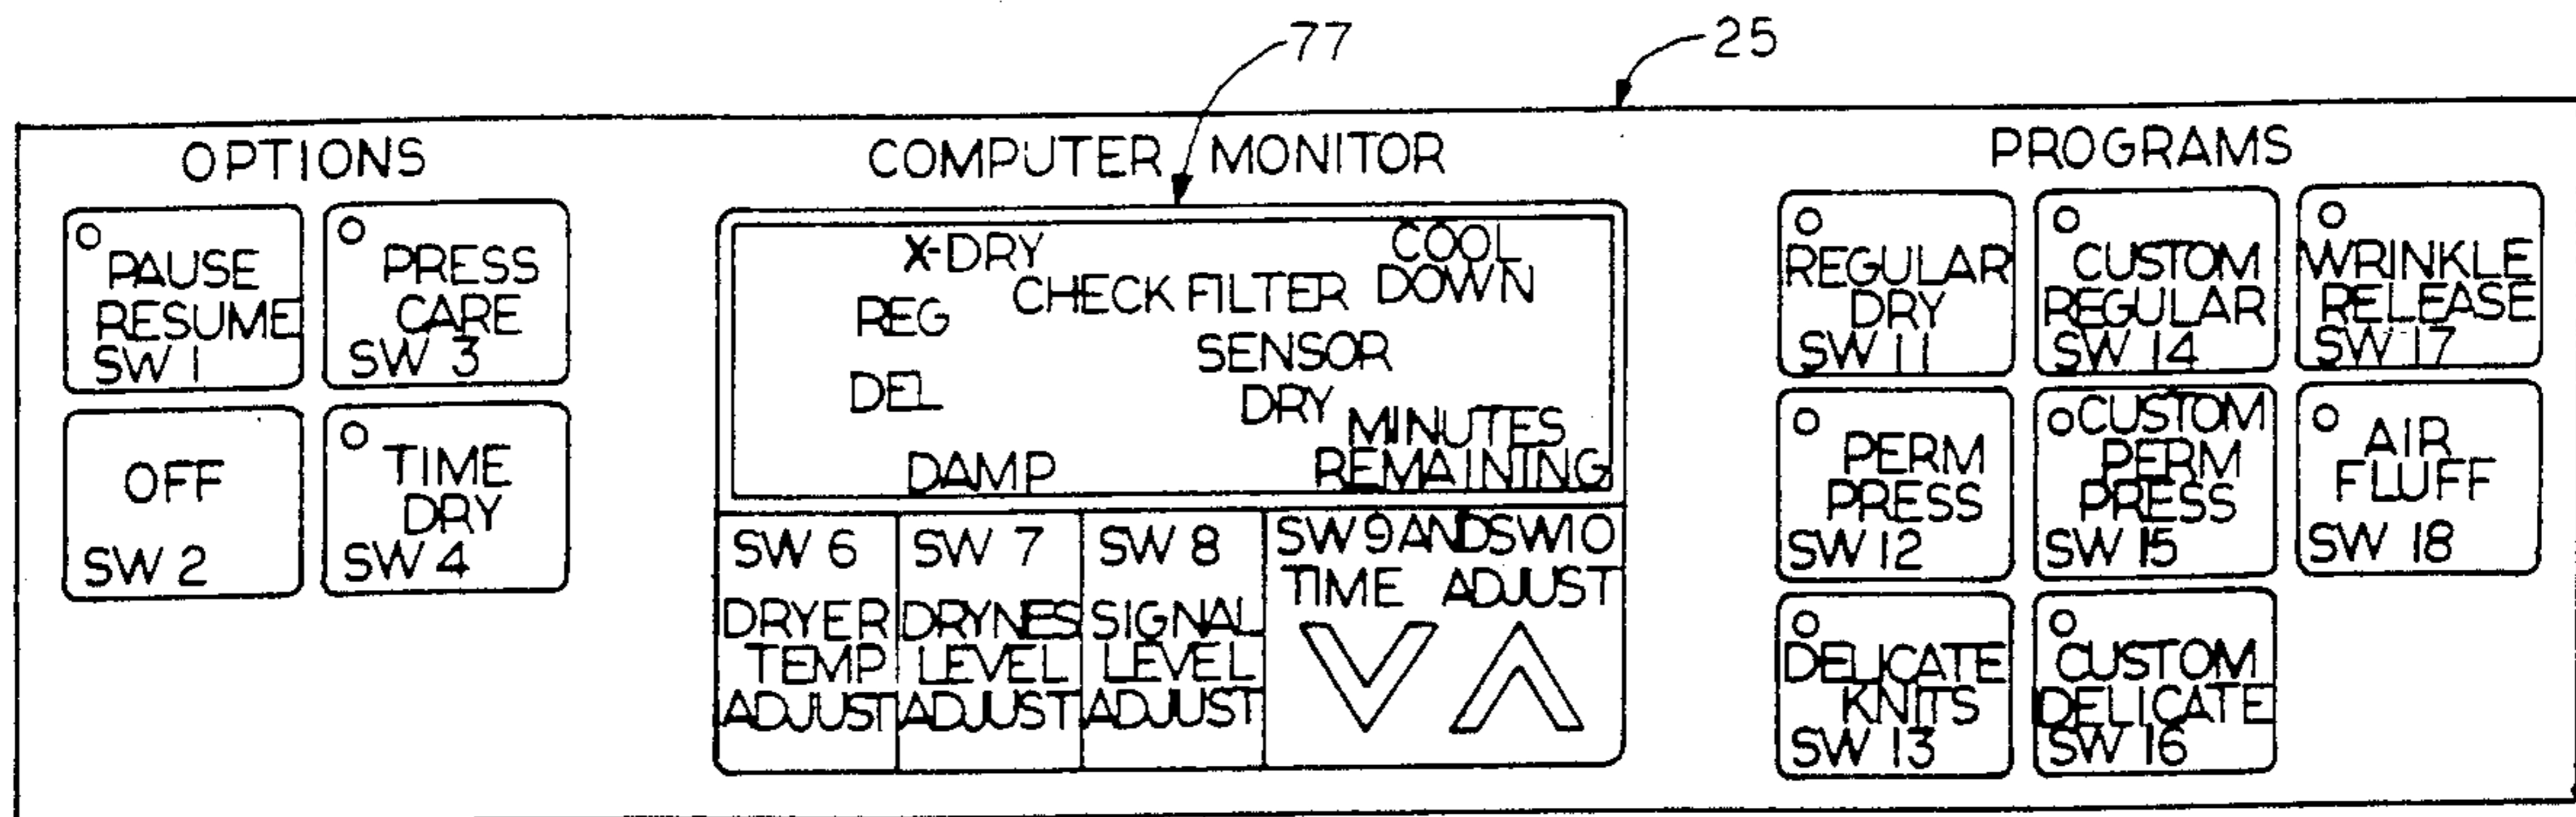 77
25
OPTIONS
COMPUTER MONITOR
PROGRAMS
PAUSE
RESUME
SW 1
PRESS
CARE
SW 3
OFF
SW 2
TIME
DRY
SW 4
X-DRY
COOL
DOWN
CHECK FILTER
REG
SENSOR
DRY
DEL
MINUTES
REMAINING
DAMP
SW 6
DRYER
TEMP
ADJUST
SW 7
DRYNES
LEVEL
ADJUST
SW 8
SIGNAL
LEVEL
ADJUST
SW 9 AND SW10
TIME ADJUST
REGULAR
DRY
SW 11
CUSTOM
REGULAR
SW 14
WRINKLE
RELEASE
SW 17
PERM
PRESS
SW 12
CUSTOM
PERM
PRESS
SW 15
AIR
FLUFF
SW 18
DELICATE
KNITS
SW 13
CUSTOM
DELICATE
SW 16